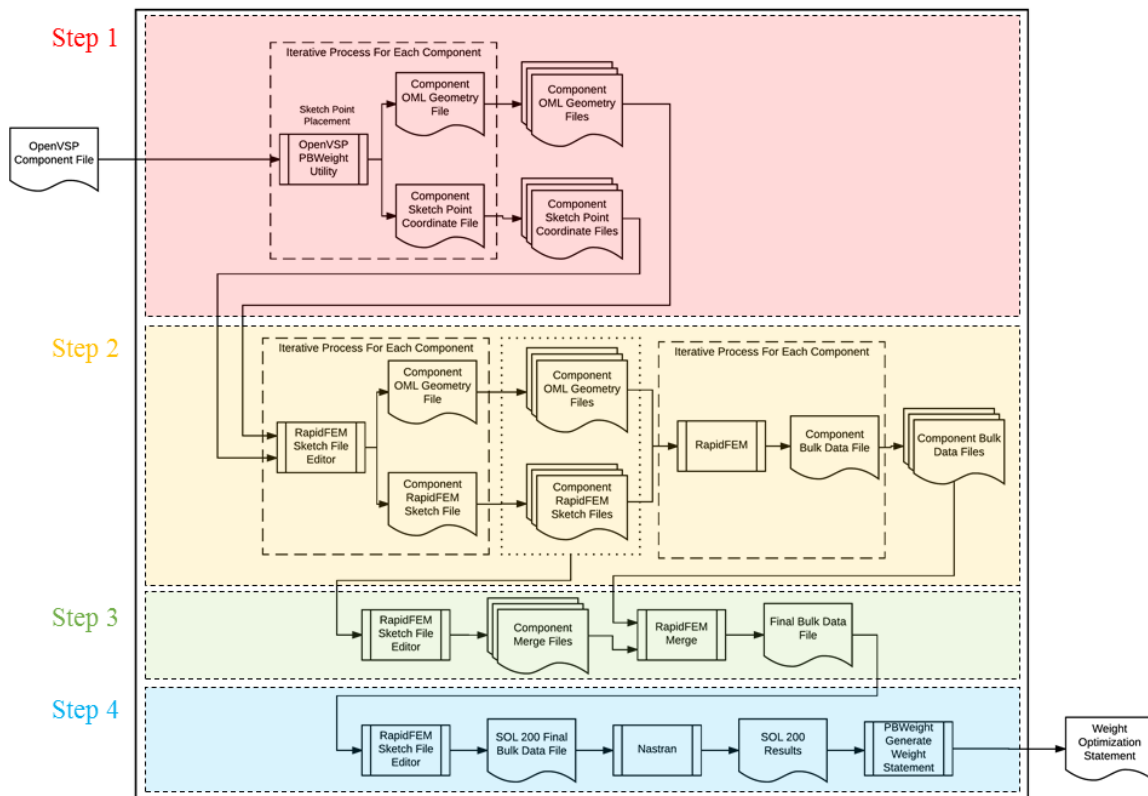 Step 1
Iterative Process For Each Component
Component
OML Geometry
File
Component
OML Geometry
Files
Sketch Point
Placement
OpenVSP
PBWeight
Utility
OpenVSP
Component File
Component
Sketch Point
Coordinate File
Component
Sketch Point
Coordinate Files
Step 2
Iterative Process For Each Component
Component
OML Geometry
File
Component
OML Geometry
Files
Iterative Process For Each Component
RapidFEM
Sketch File
Editor
RapidFEM
Component
Bulk Data File
Component Bulk
Data Files
Component
RapidFEM
Sketch File
Component
RapidFEM
Sketch Files
Step 3
RapidFEM
Sketch File
Editor
Component
Merge Files
RapidFEM
Merge
Final Bulk Data
File
Step 4
RapidFEM
Sketch File
Editor
SOL 200 Final
Bulk Data File
Nastran
SOL 200
Results
PBWeight
Generate
Weight
Statement
Weight
Optimization
Statement